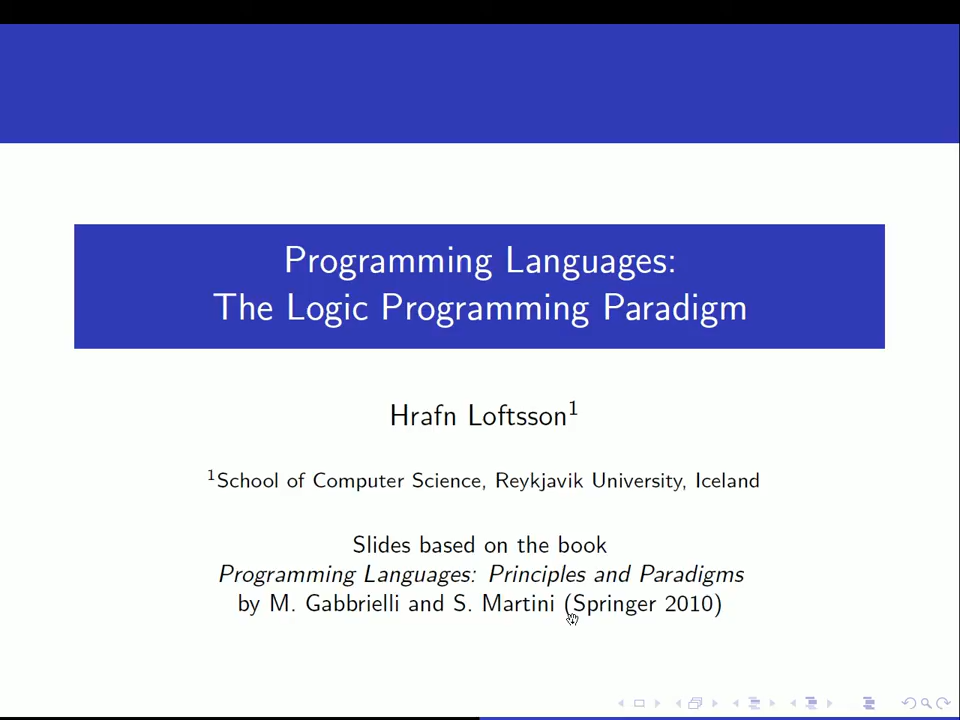 Programming Languages:
The Logic Programming Paradigm
Hrafn Loftsson¹
¹School of Computer Science, Reykjavik University, Iceland
Slides based on the book
Programming Languages: Principles and Paradigms
by M. Gabbrielli and S. Martini (Springer 2010)